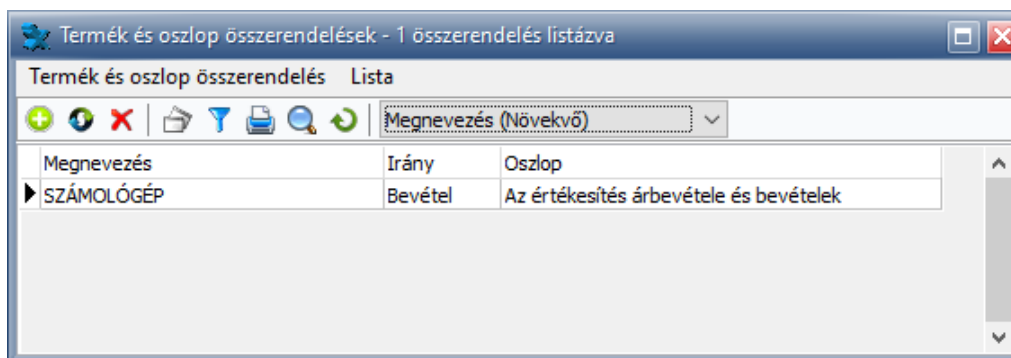 Termék és oszlop összerendelések - 1 összerendelés listázva
Termék és oszlop összerendelés Lista
Megnevezés (Növekvő)
Megnevezés Irány Oszlop
SZÁMOLÓGÉP Bevétel Az értékesítés árbevétele és bevételek